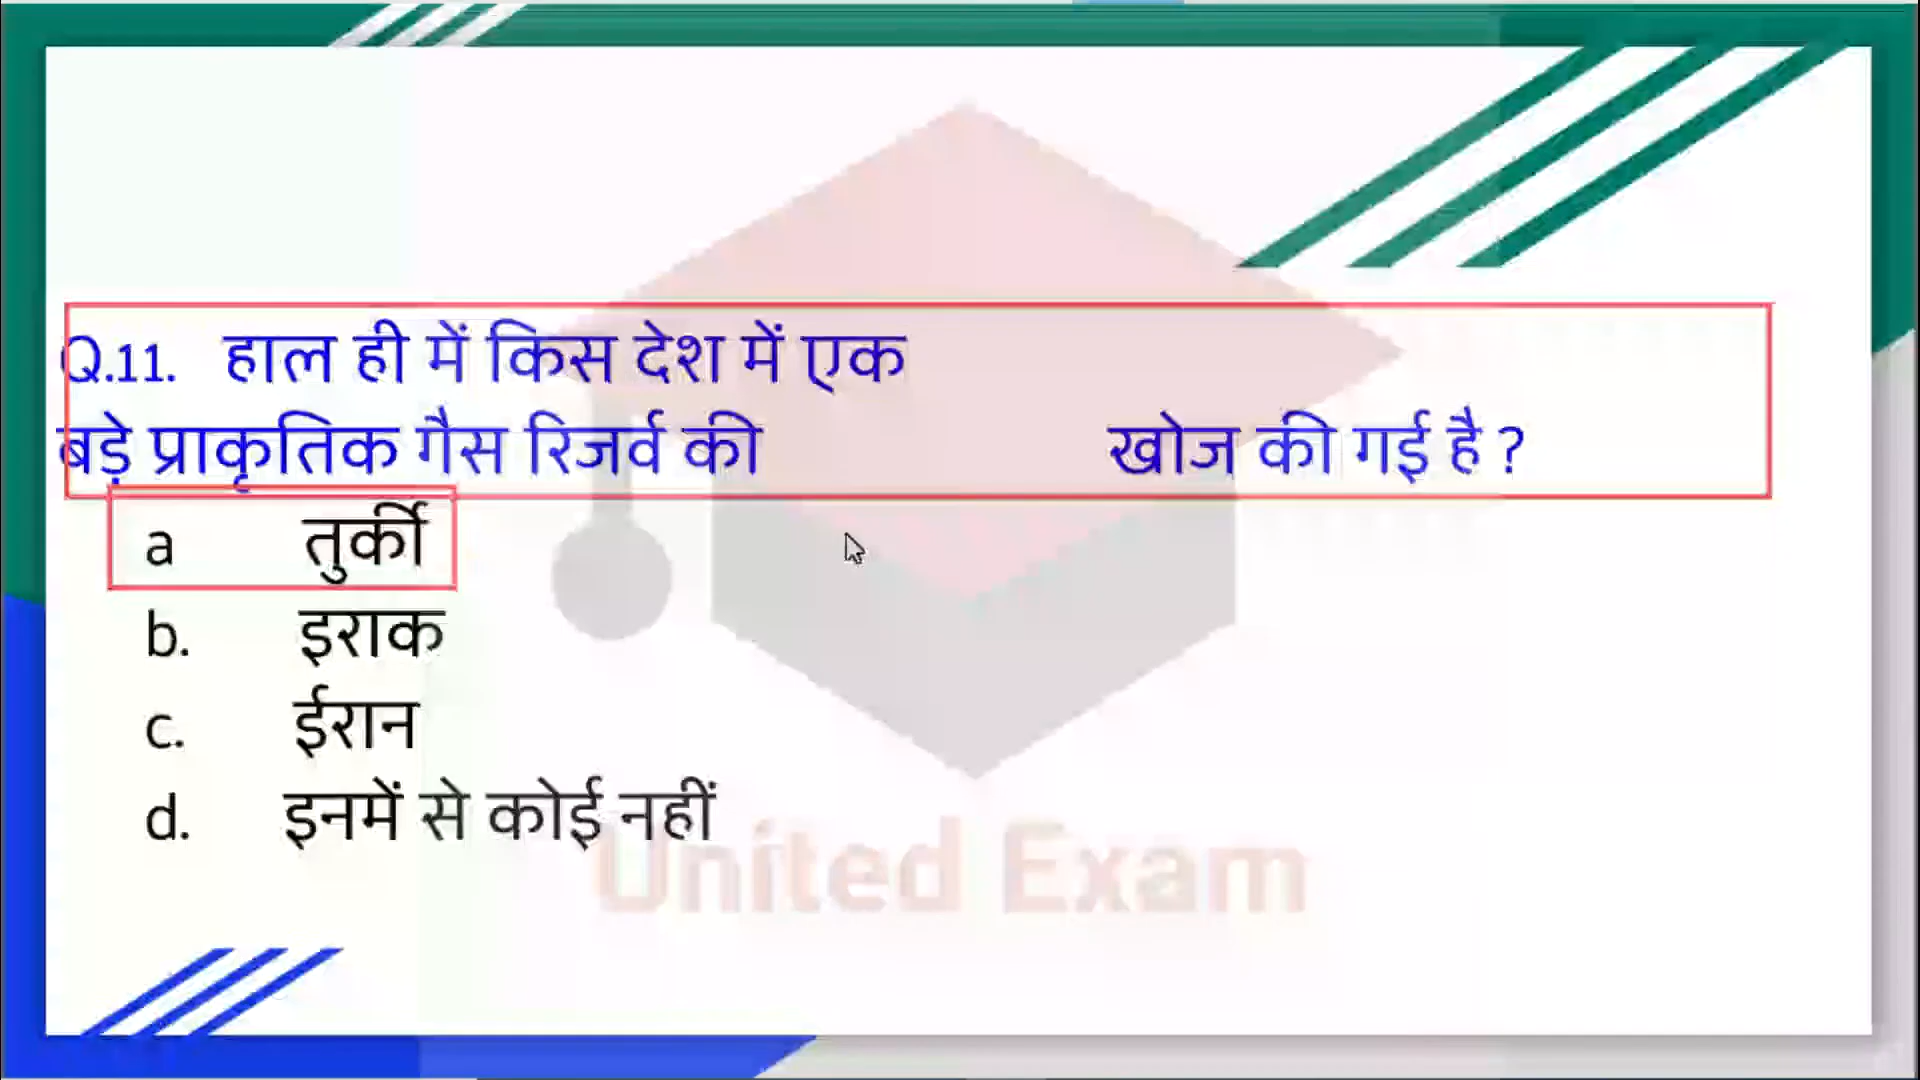 Q.11. हाल ही में किस देश में एक
बड़े प्राकृतिक गैस रिजर्व की खोज की गई है ?
a तुर्की
b. इराक
c. ईरान
d. इनमें से कोई नहीं
United Exam